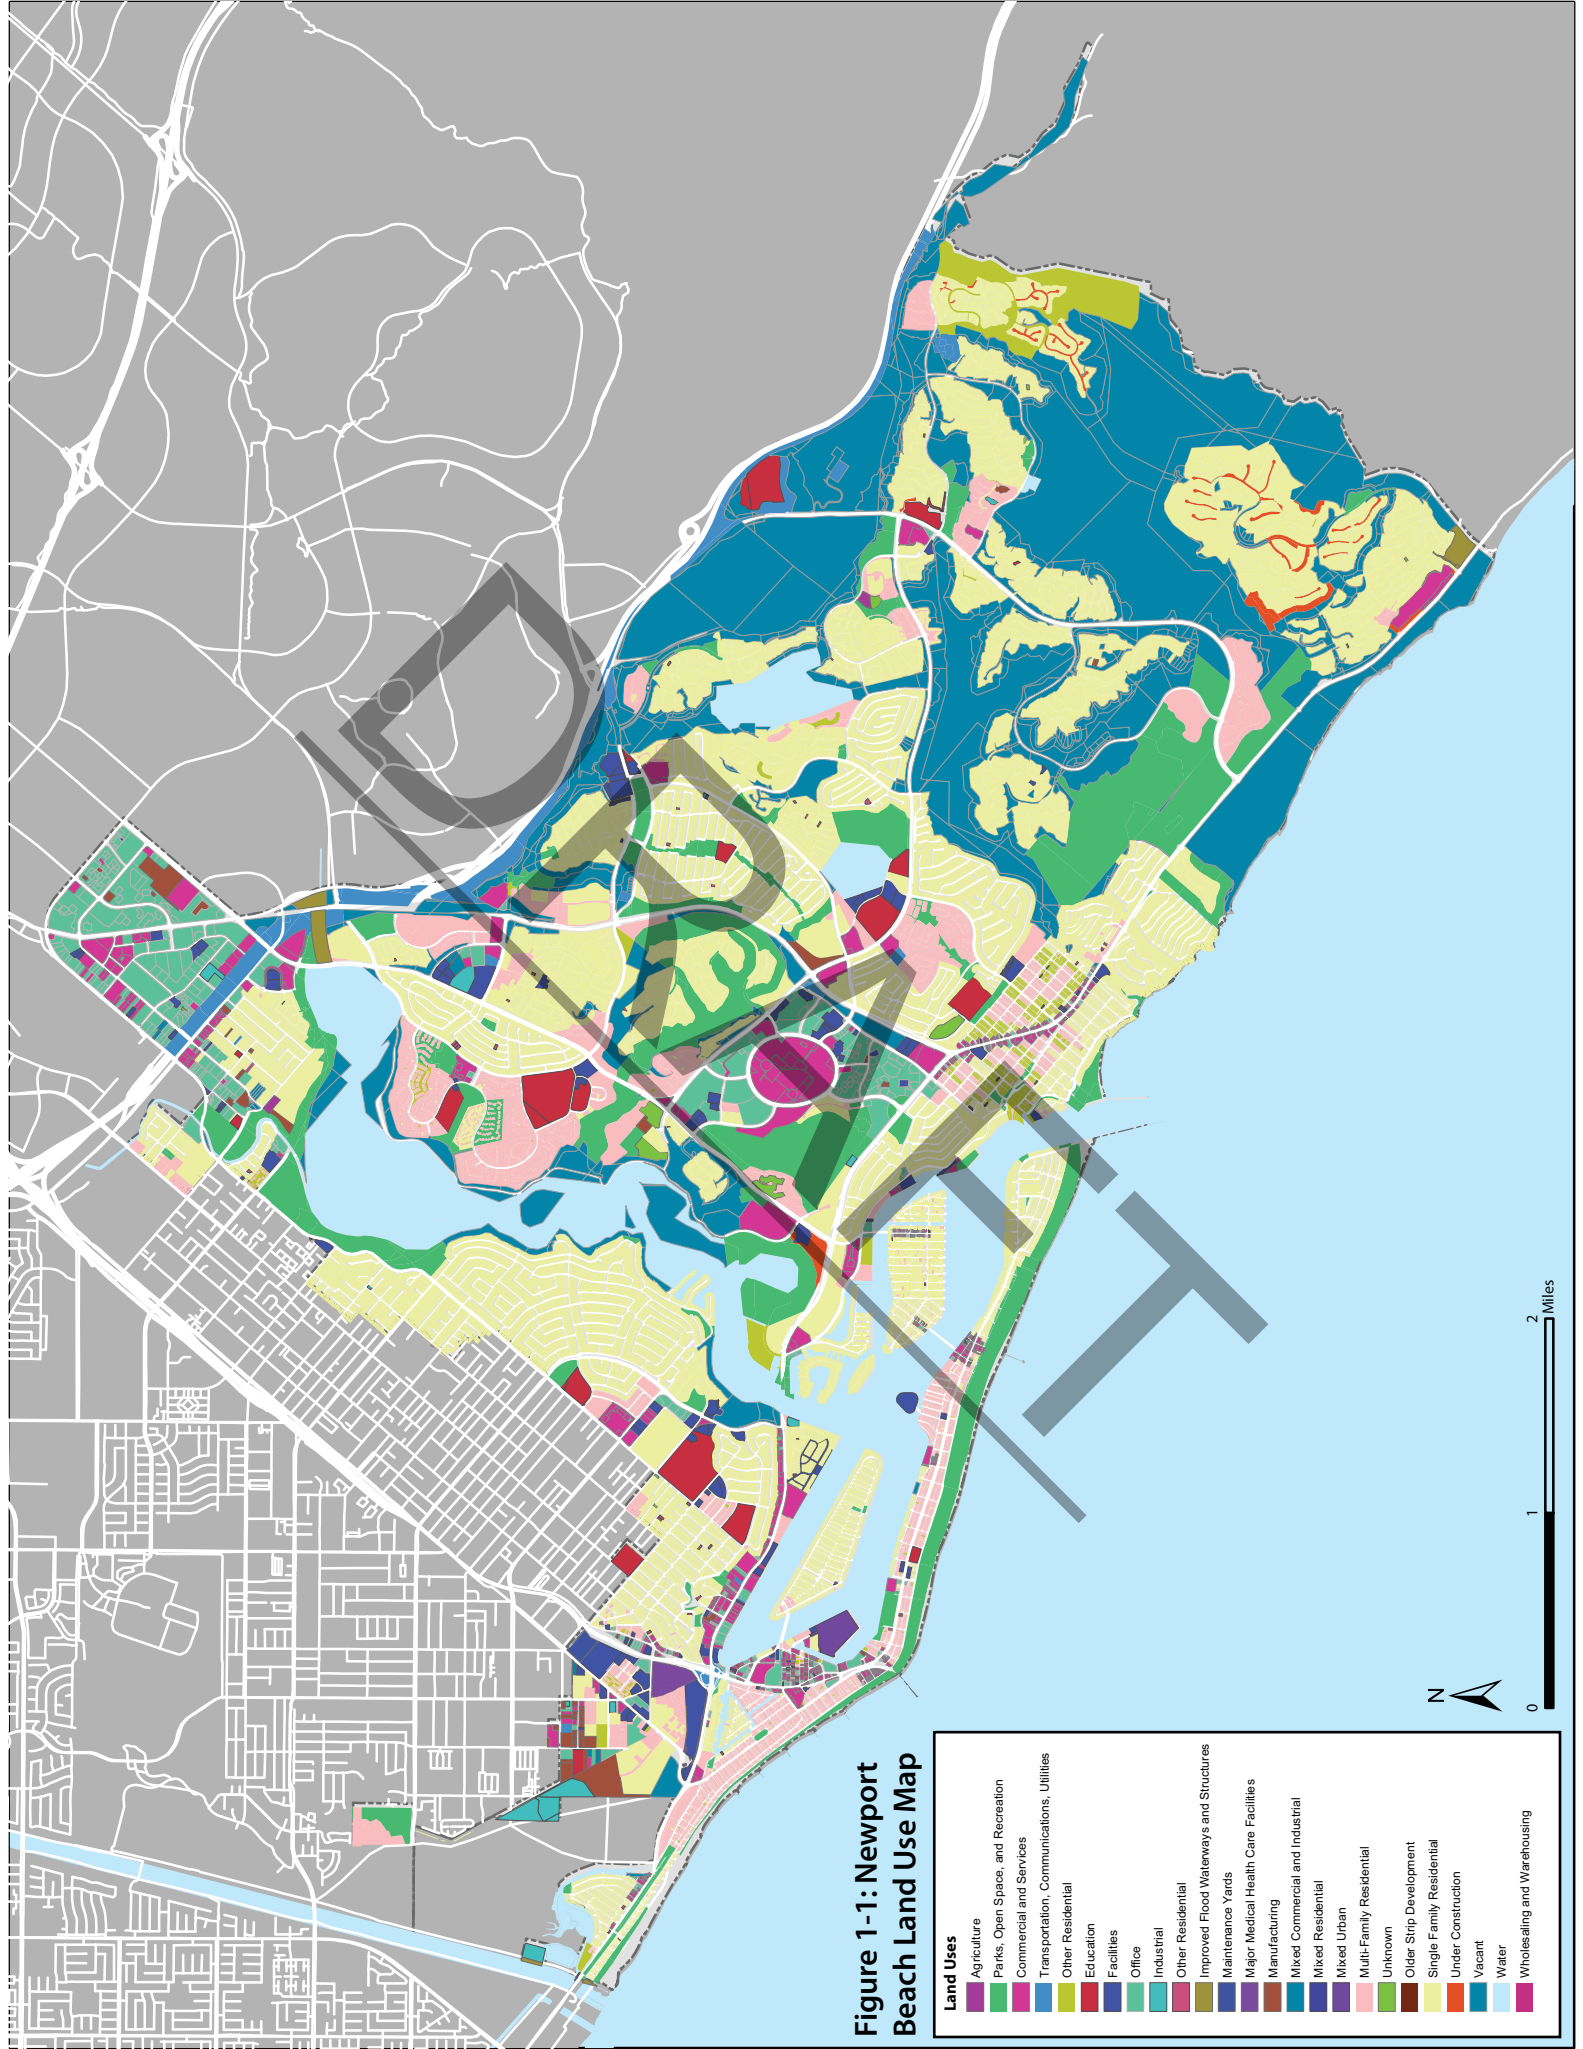 Figure 1-1: Newport
Beach Land Use Map
Land Uses
Agriculture
Parks, Open Space, and Recreation
Commercial and Services
Transportation, Communications, Utilities
Other Residential
Education
Facilities
Office
Industrial
Other Residential
Improved Flood Waterways and Structures
Maintenance Yards
Major Medical Health Care Facilities
Manufacturing
Mixed Commercial and Industrial
Mixed Residential
Mixed Urban
Multi-Family Residential
Unknown
Older Strip Development
Single Family Residential
Under Construction
Vacant
Water
Wholesaling and Warehousing
N
0 1 2
Miles
DRAFT